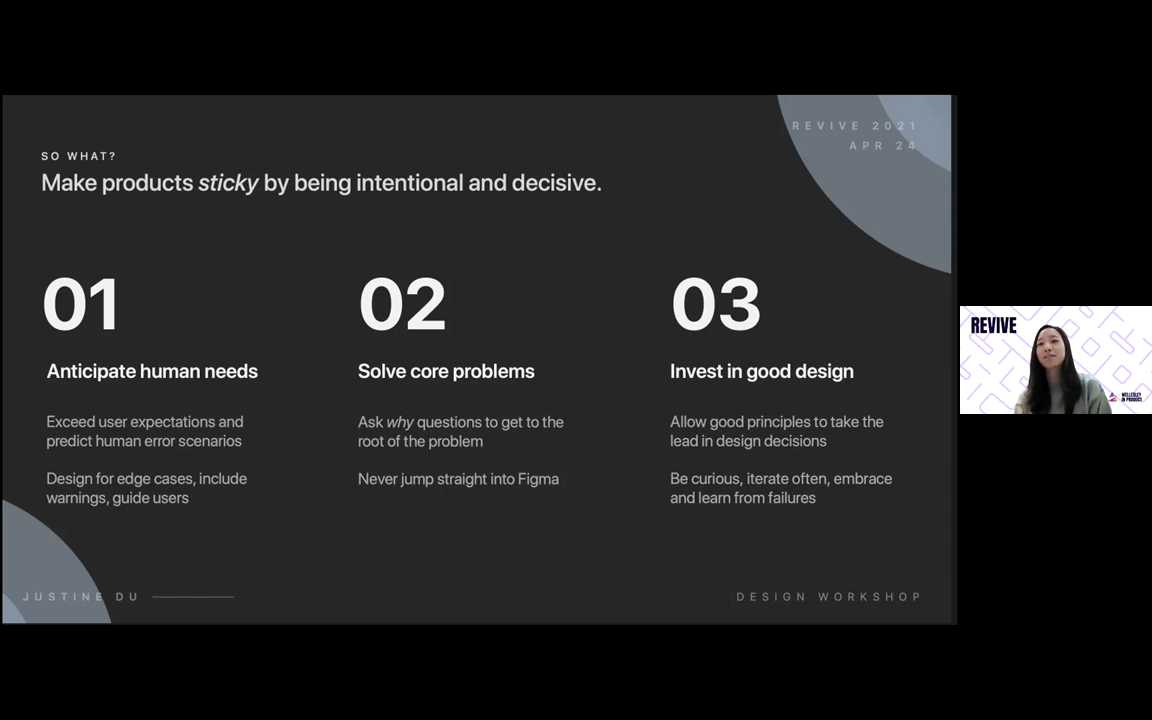 REVIVE 2021
APR 24
SO WHAT?
Make products sticky by being intentional and decisive.
01
Anticipate human needs
Exceed user expectations and
predict human error scenarios
Design for edge cases, include
warnings, guide users
02
Solve core problems
Ask why questions to get to the
root of the problem
Never jump straight into Figma
03
Invest in good design
Allow good principles to take the
lead in design decisions
Be curious, iterate often, embrace
and learn from failures
JUSTINE DU
DESIGN WORKSHOP
REVIVE
WELLESLEY
IN PRODUCT